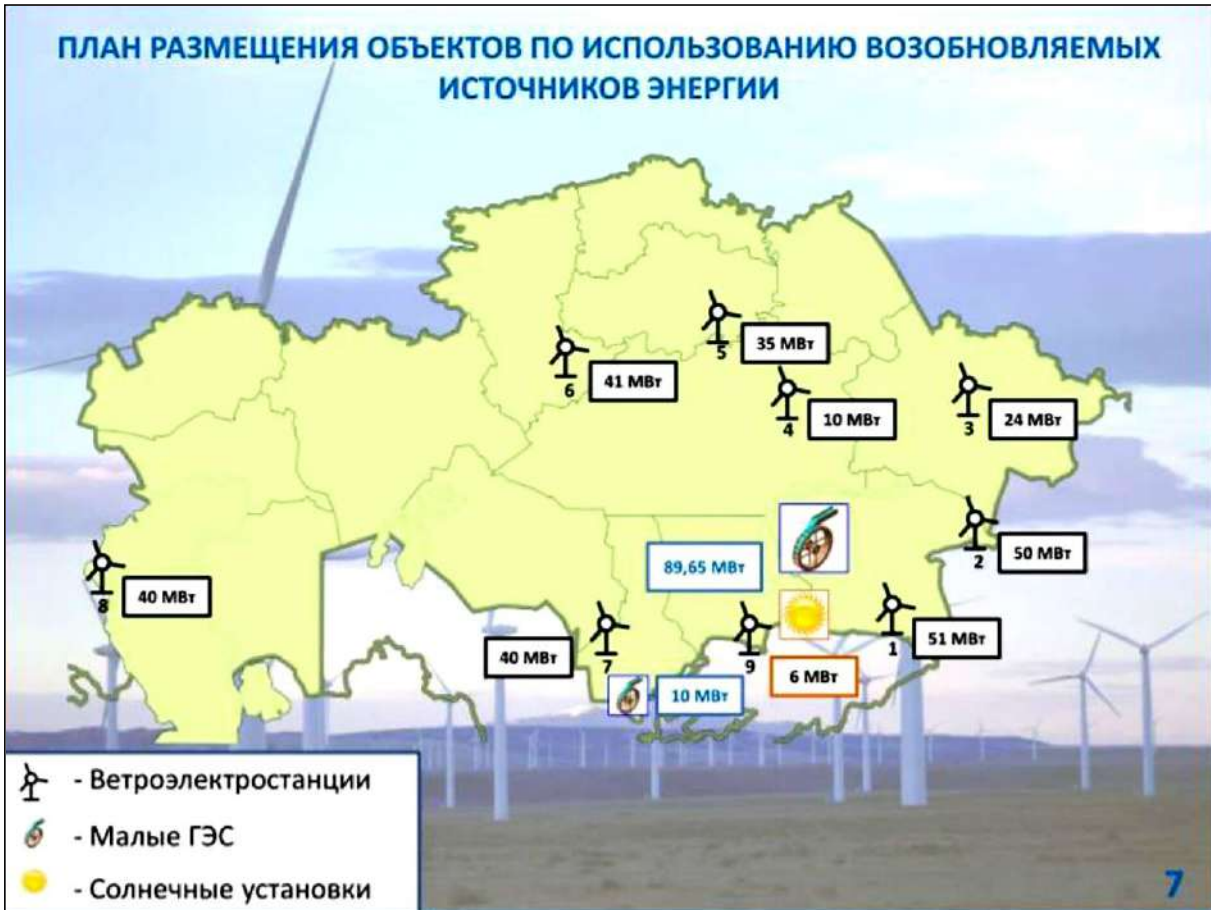 ПЛАН РАЗМЕЩЕНИЯ ОБЪЕКТОВ ПО ИСПОЛЬЗОВАНИЮ ВОЗОБНОВЛЯЕМЫХ
ИСТОЧНИКОВ ЭНЕРГИИ
5
35 МВт
6
41 МВт
4
10 МВт
3
24 МВт
2
50 МВт
89,65 МВт
8
40 МВт
1
51 МВт
40 МВт
7
9
6 МВт
10 МВт
- Ветроэлектростанции
- Малые ГЭС
- Солнечные установки
7